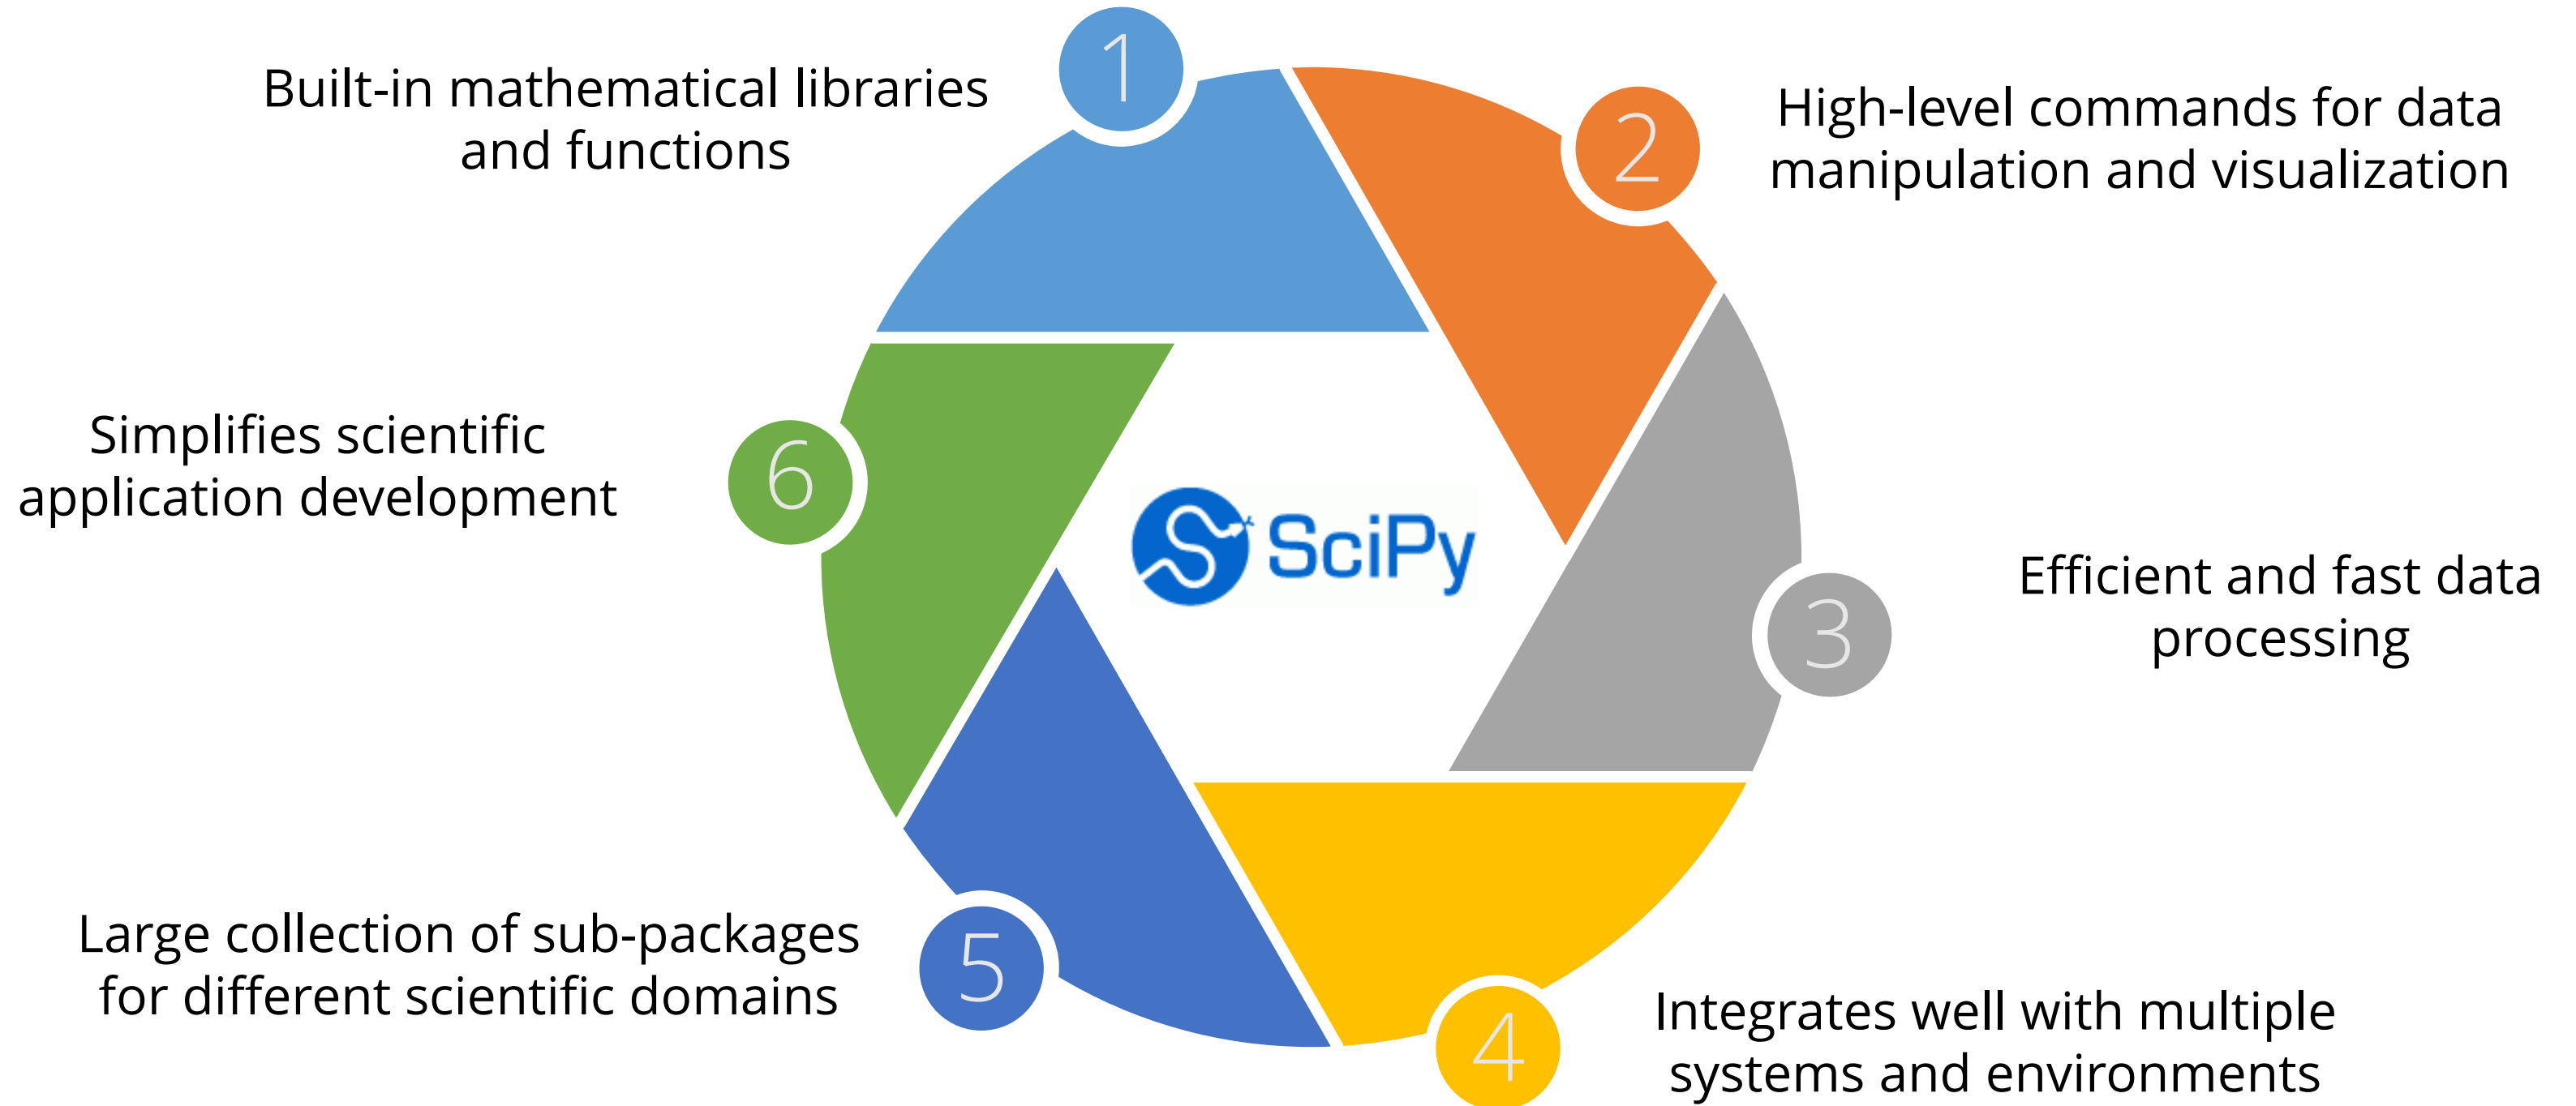 1
Built-in mathematical libraries
and functions
2
High-level commands for data
manipulation and visualization
3
Efficient and fast data
processing
4
Integrates well with multiple
systems and environments
5
Large collection of sub-packages
for different scientific domains
6
Simplifies scientific
application development
SciPy